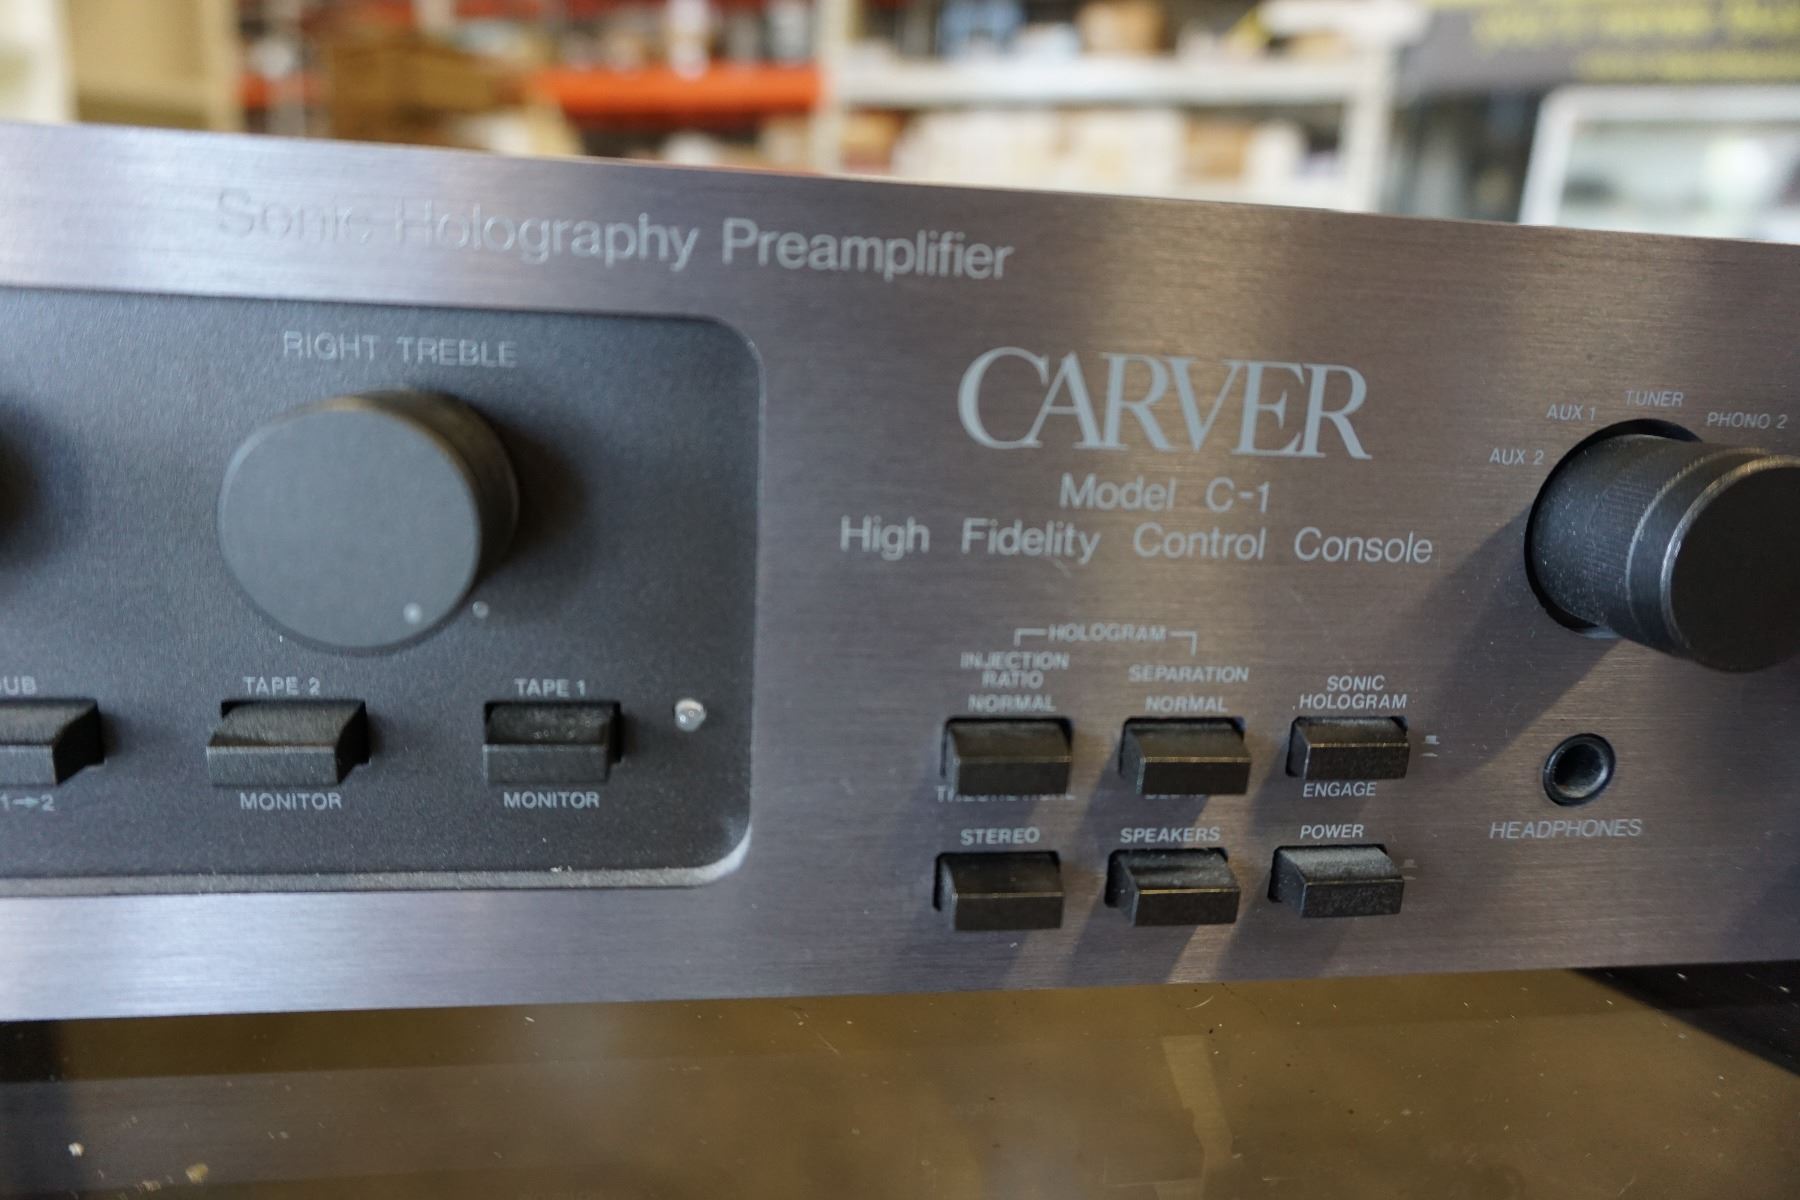 Sonic Holography Preamplifier
RIGHT TREBLE
CARVER
Model C-1
High Fidelity Control Console
AUX 2
AUX 1
TUNER
PHONO 2
HOLOGRAM
INJECTION
RATIO
NORMAL
SEPARATION
NORMAL
SONIC
HOLOGRAM
ENGAGE
TAPE 2
MONITOR
TAPE 1
MONITOR
1→2
STEREO
SPEAKERS
POWER
HEADPHONES